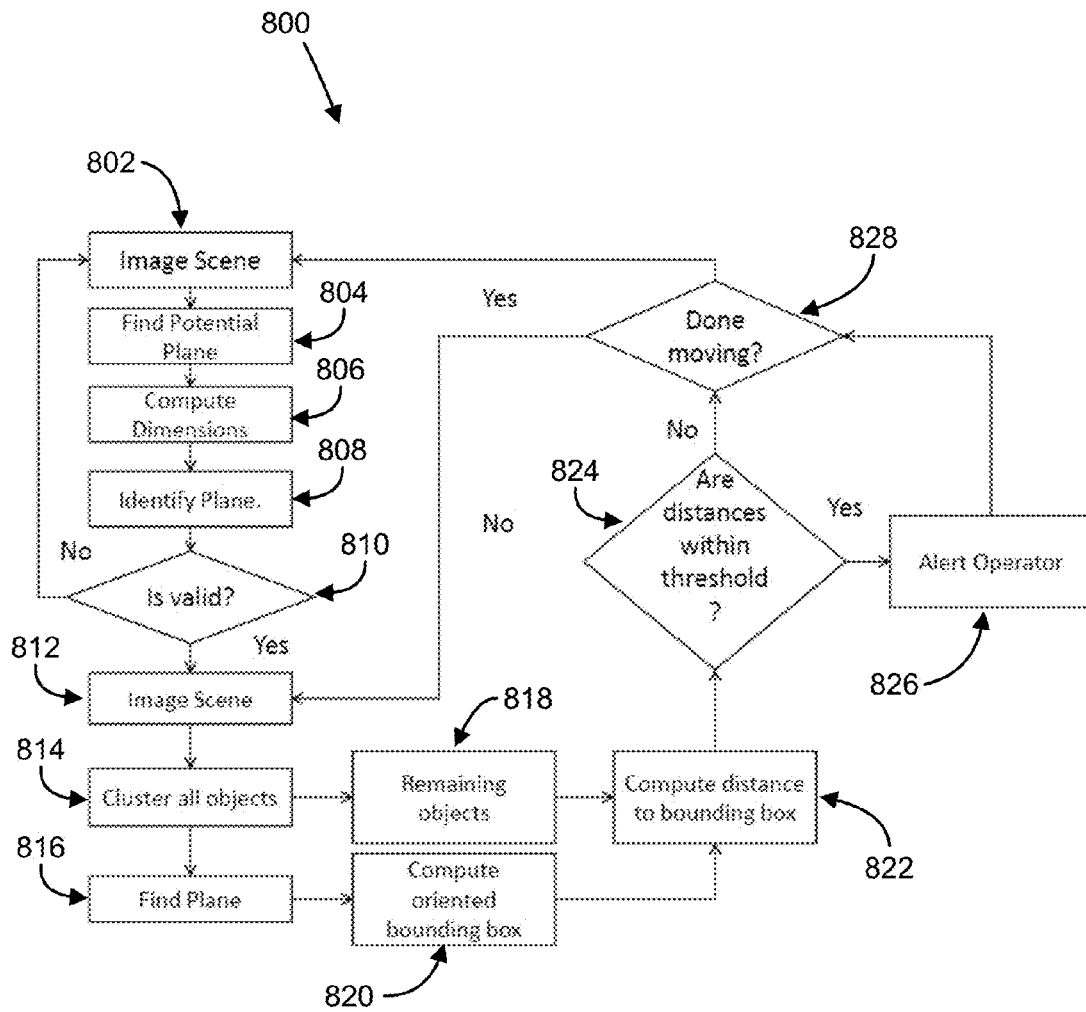 800
802
Image Scene
828
804
Yes
Find Potential
Plane
Done
moving?
806
Compute
Dimensions
808
No
824
Are
distances
within
threshold
?
Identify Plane.
No
Yes
No
810
Alert Operator
Is valid?
812
Yes
826
Image Scene
818
814
Cluster all objects
Remaining
objects
Compute distance
to bounding box
816
822
Find Plane
Compute
oriented
bounding box
820